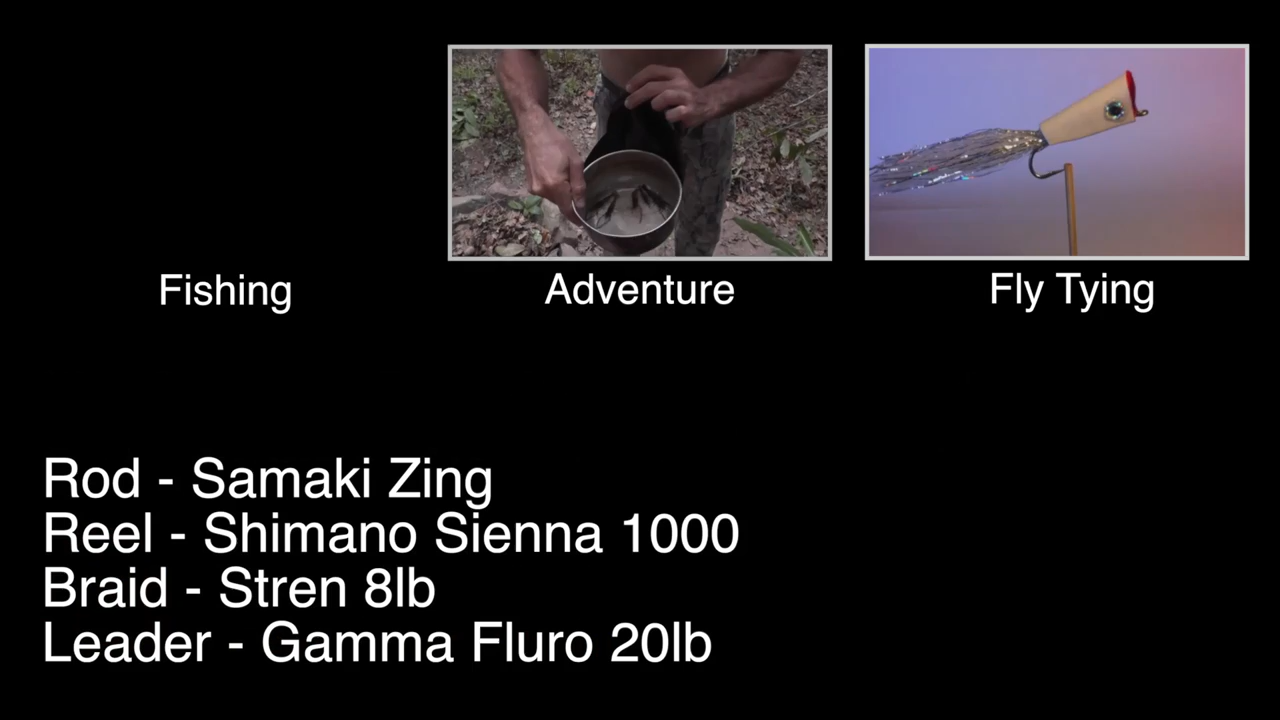 Fishing
Adventure
Fly Tying
Rod - Samaki Zing
Reel - Shimano Sienna 1000
Braid - Stren 8lb
Leader - Gamma Fluro 20lb